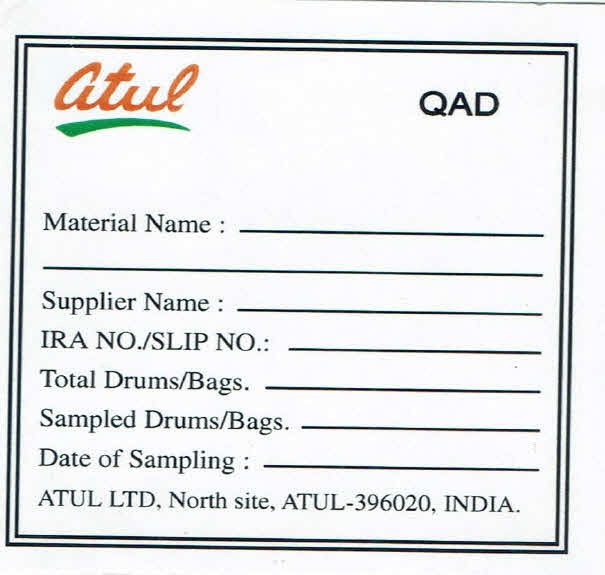 atul
QAD
Material Name :
Supplier Name :
IRA NO./SLIP NO.:
Total Drums/Bags.
Sampled Drums/Bags.
Date of Sampling :
ATUL LTD, North site, ATUL-396020, INDIA.